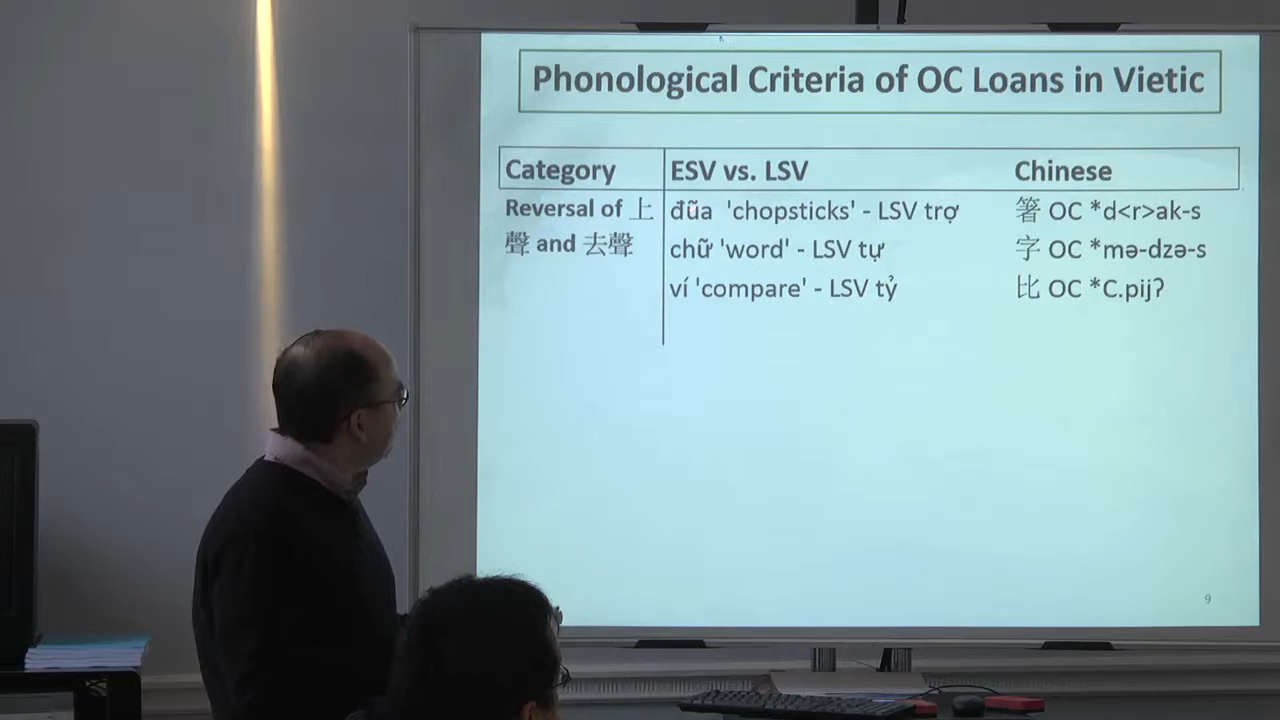 Phonological Criteria of OC Loans in Vietic
Category ESV vs. LSV Chinese
Reversal of 上 đũa 'chopsticks' - LSV trợ 箸 OC *d<r>ak-s
聲 and 去聲 chữ 'word' - LSV tự 字 OC *mə-dzə-s
ví 'compare' - LSV tỷ 比 OC *C.pijʔ
9